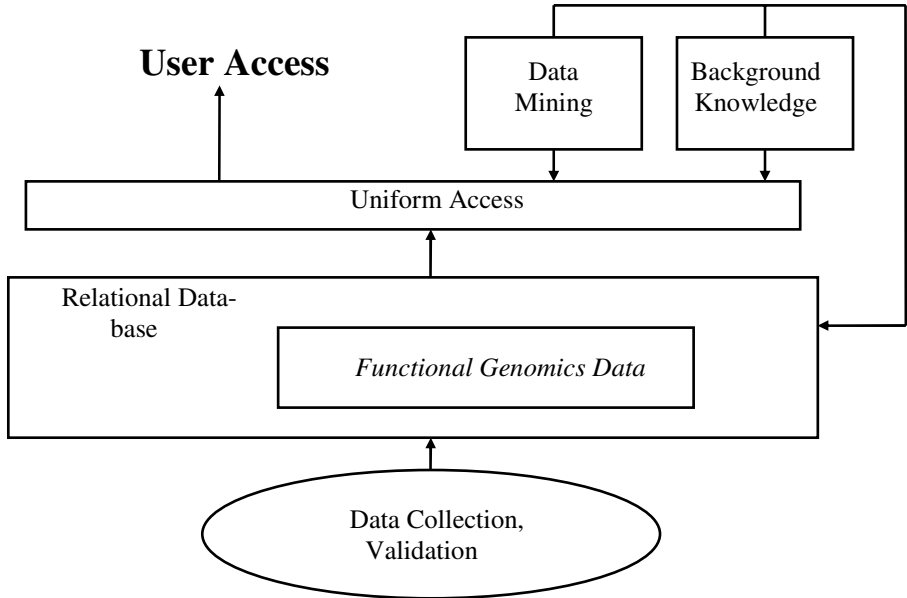 User Access
Data
Mining
Background
Knowledge
Uniform Access
Relational Data-
base
Functional Genomics Data
Data Collection,
Validation